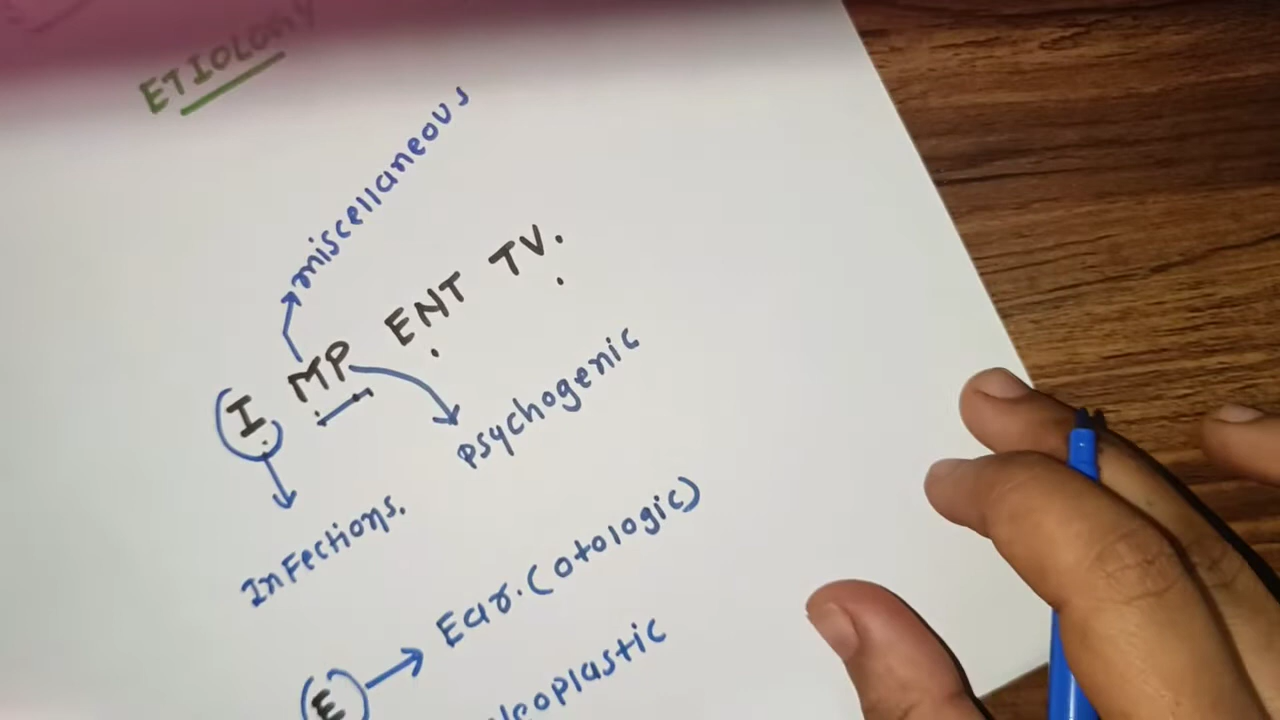 ETIOLOGY
miscellaneous
I MP ENT TV.
Psychogenic
Infections.
E → Ear. (otologic)